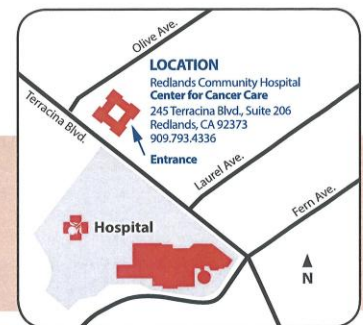 Olive Ave.
LOCATION
Redlands Community Hospital
Center for Cancer Care
245 Terracina Blvd., Suite 206
Redlands, CA 92373
909.793.4336
Entrance
Terracina Blvd.
Laurel Ave.
Fern Ave.
Hospital
N